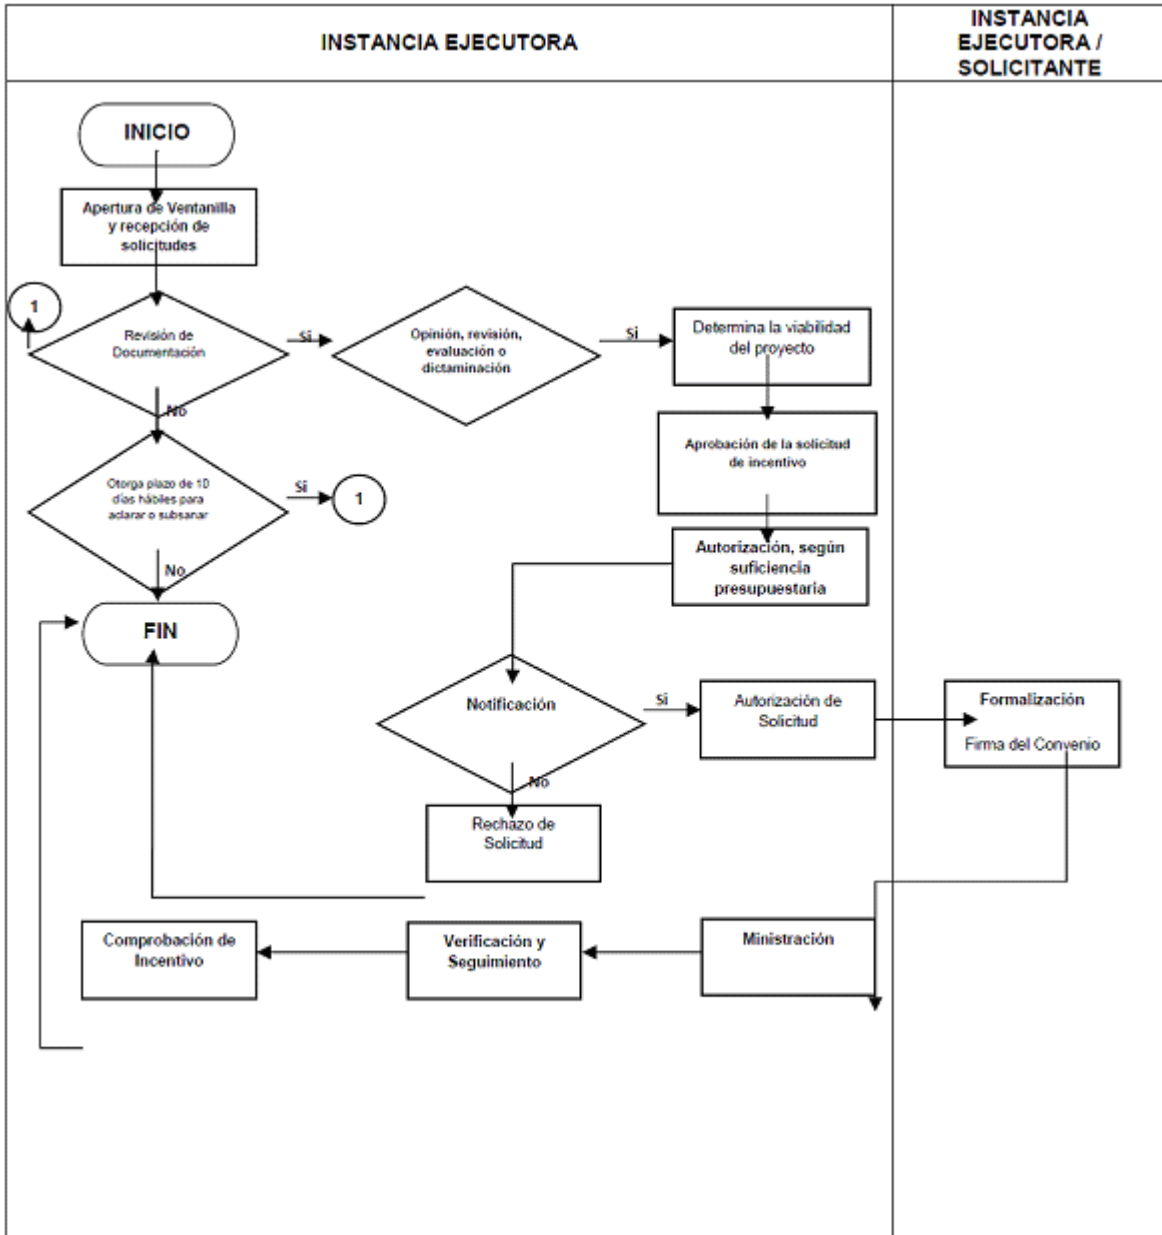 INSTANCIA EJECUTORA
INSTANCIA
EJECUTORA /
SOLICITANTE
INICIO
Apertura de Ventanilla
y recepción de
solicitudes
1
Revisión de
Documentación
Si
Opinión, revisión,
evaluación o
dictaminación
Si
Determina la viabilidad
del proyecto
No
Aprobación de la solicitud
de incentivo
Otorga plazo de 10
días hábiles para
aclarar o subsanar
Si
1
Autorización, según
suficiencia
presupuestaria
No
FIN
Notificación
Si
Autorización de
Solicitud
Formalización
Firma del Convenio
No
Rechazo de
Solicitud
Comprobación de
Incentivo
Verificación y
Seguimiento
Ministración